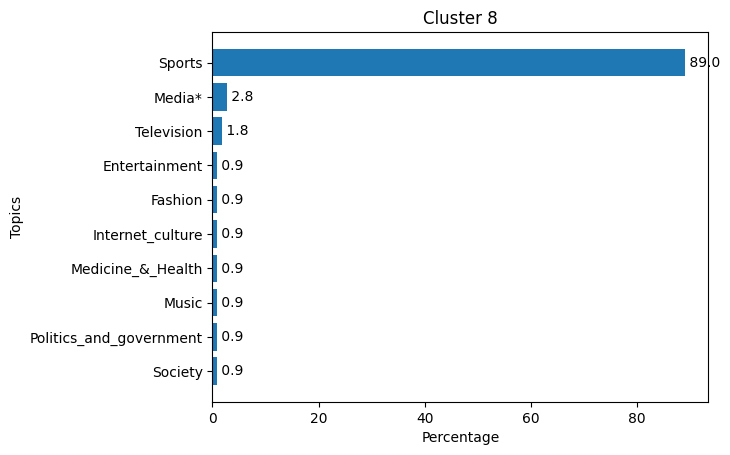 Cluster 8
Topics
Sports 89.0
Media* 2.8
Television 1.8
Entertainment 0.9
Fashion 0.9
Internet_culture 0.9
Medicine_&_Health 0.9
Music 0.9
Politics_and_government 0.9
Society 0.9
0 20 40 60 80
Percentage